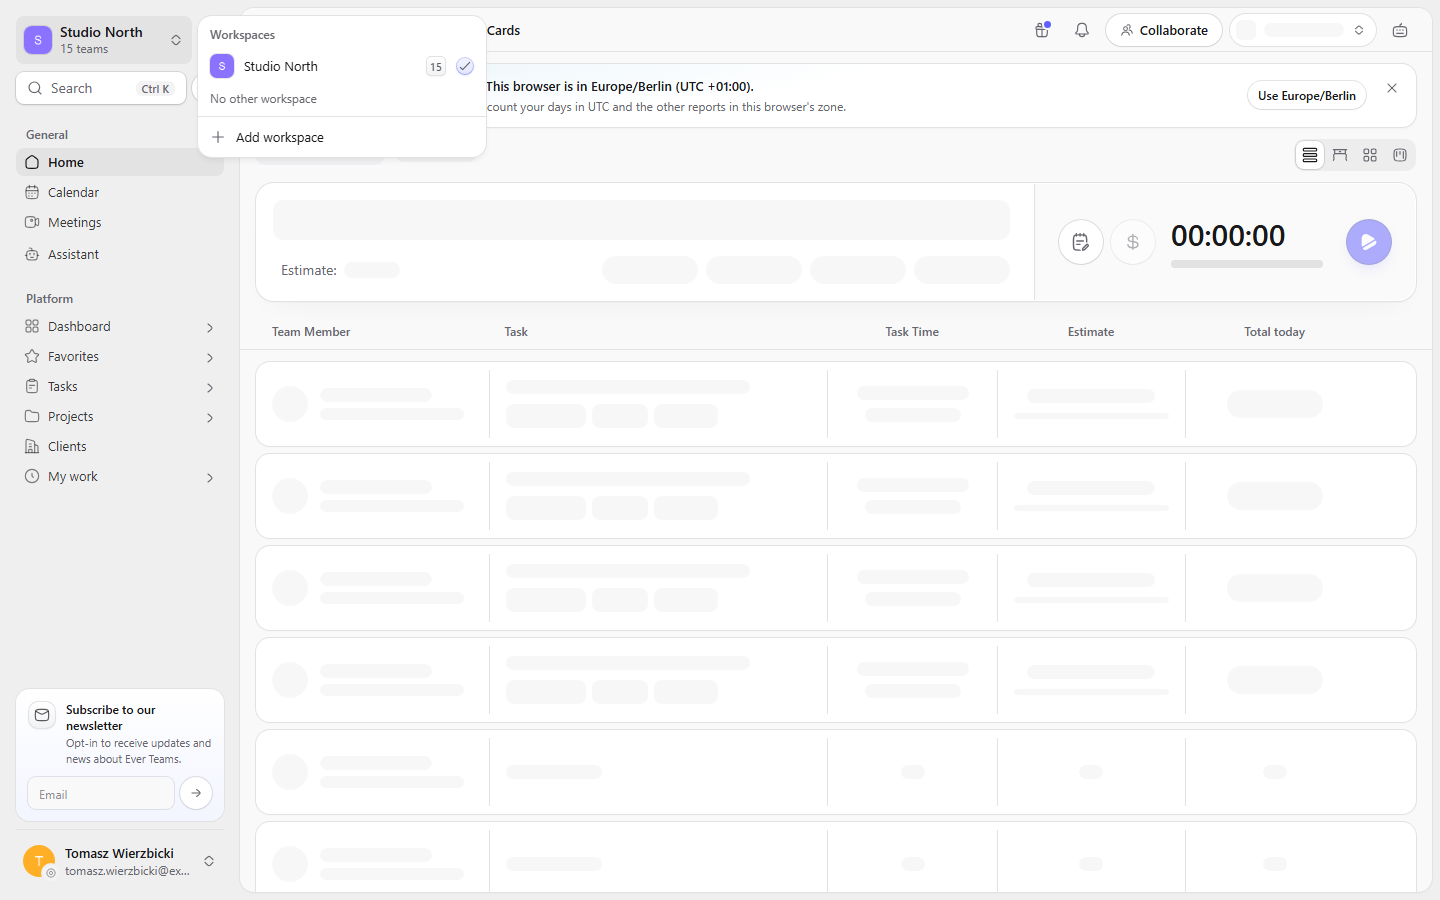 S
Studio North
15 teams
Search
Ctrl K
General
Home
Calendar
Meetings
Assistant
Platform
Dashboard
Favorites
Tasks
Projects
Clients
My work
Subscribe to our
newsletter
Opt-in to receive updates and
news about Ever Teams.
Email
T
Tomasz Wierzbicki
tomasz.wierzbicki@ex...
Workspaces
S
Studio North
15
No other workspace
Add workspace
Cards
Collaborate
This browser is in Europe/Berlin (UTC +01:00).
count your days in UTC and the other reports in this browser's zone.
Use Europe/Berlin
Estimate:
00:00:00
Team Member
Task
Task Time
Estimate
Total today